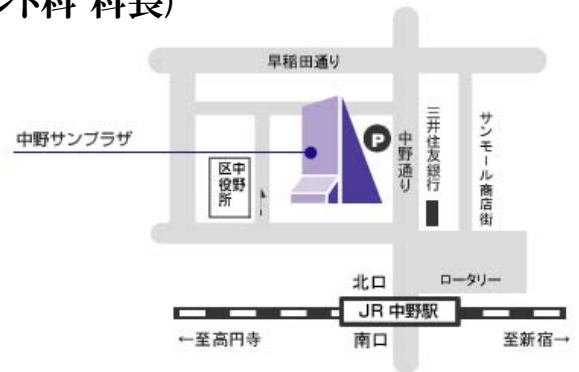 ント科 科長)
早稲田通り
中野サンプラザ
中野
区役所
P
中野通り
三井住友銀行
サンモール商店街
北口
ロータリー
JR 中野駅
←至高円寺
南口
至新宿→